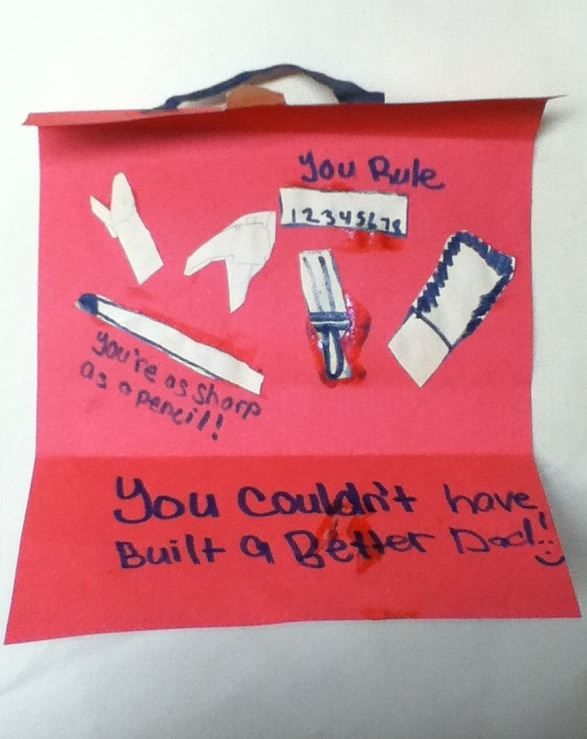 You Rule
12345678
You're as sharp
as a pencil!
You Couldn't have
Built a Better Dad!